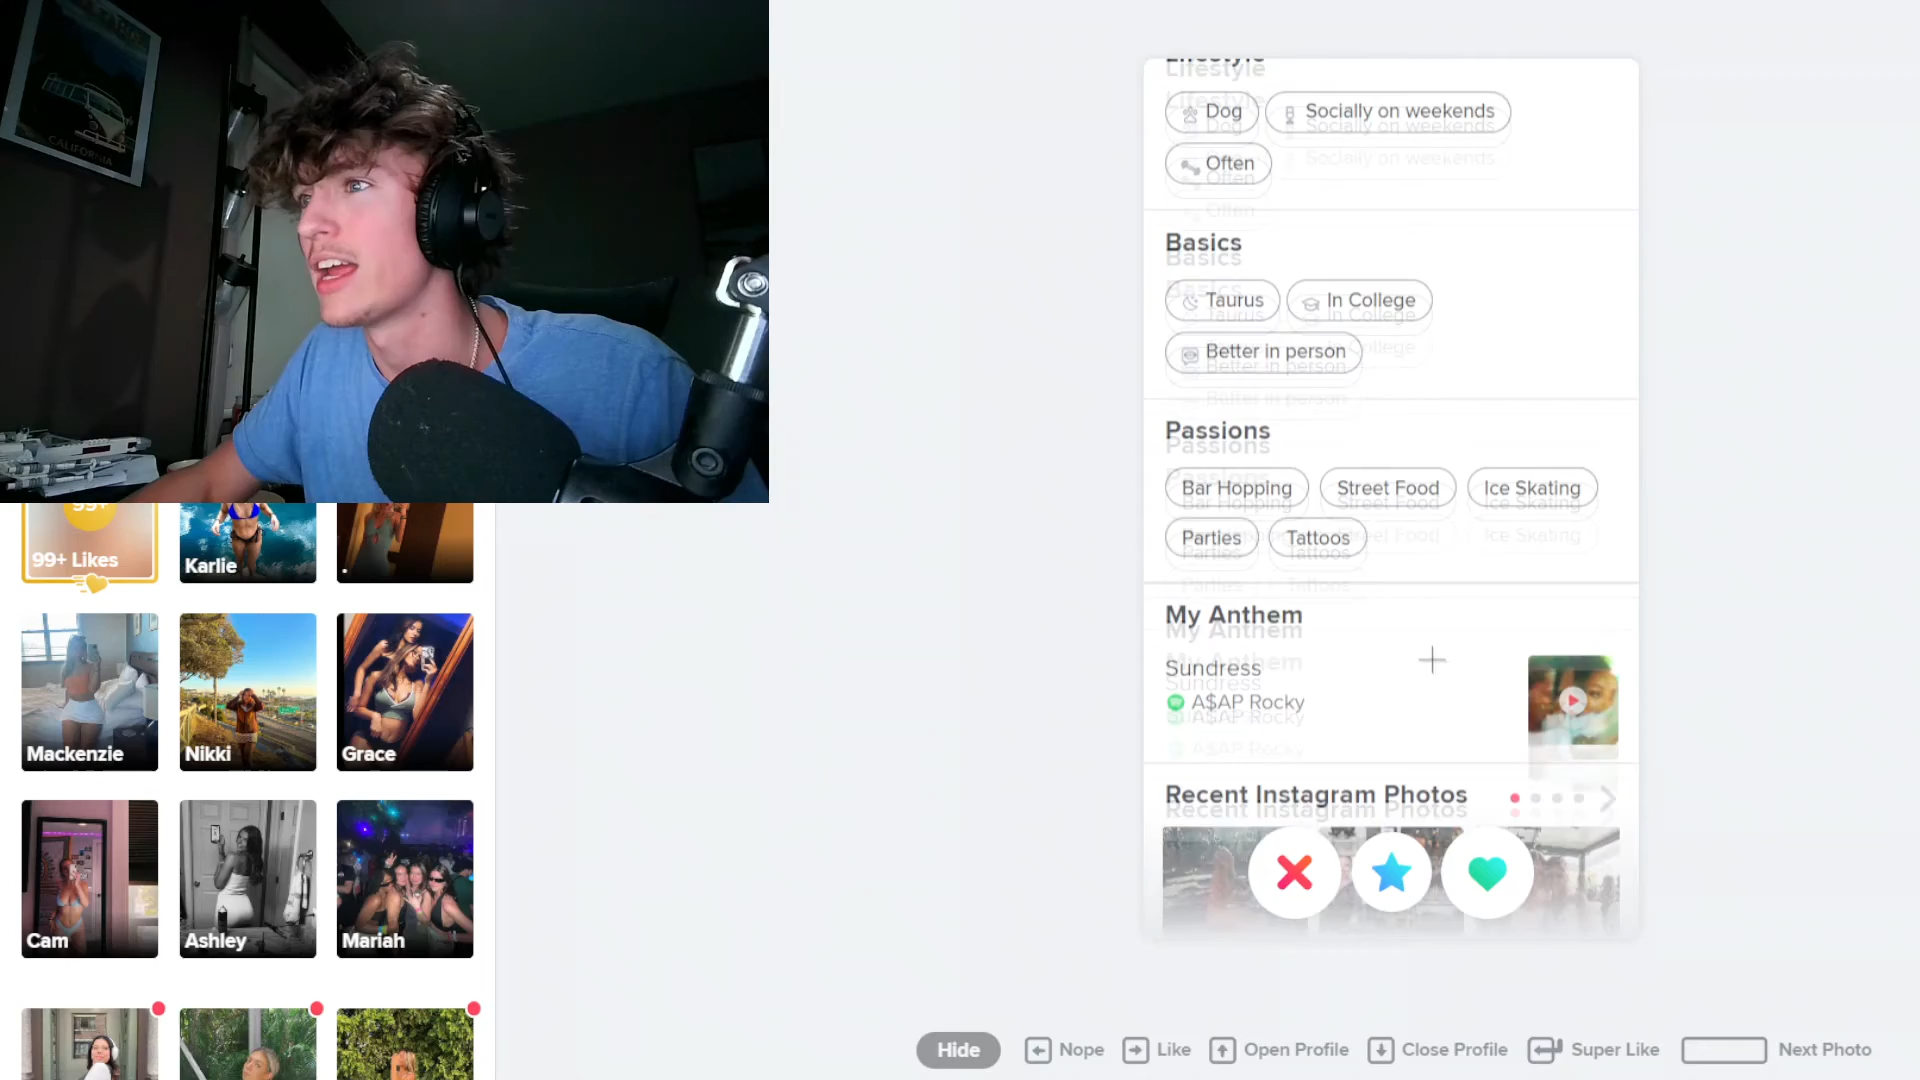 CALIFORNIA
99+
99+ Likes
Karlie
.
Mackenzie
Nikki
Grace
Cam
Ashley
Mariah
Lifestyle
Dog
Socially on weekends
Often
Basics
Taurus
In College
Better in person
Passions
Bar Hopping
Street Food
Ice Skating
Parties
Tattoos
My Anthem
Sundress
A$AP Rocky
Recent Instagram Photos
Hide
Nope
Like
Open Profile
Close Profile
Super Like
Next Photo